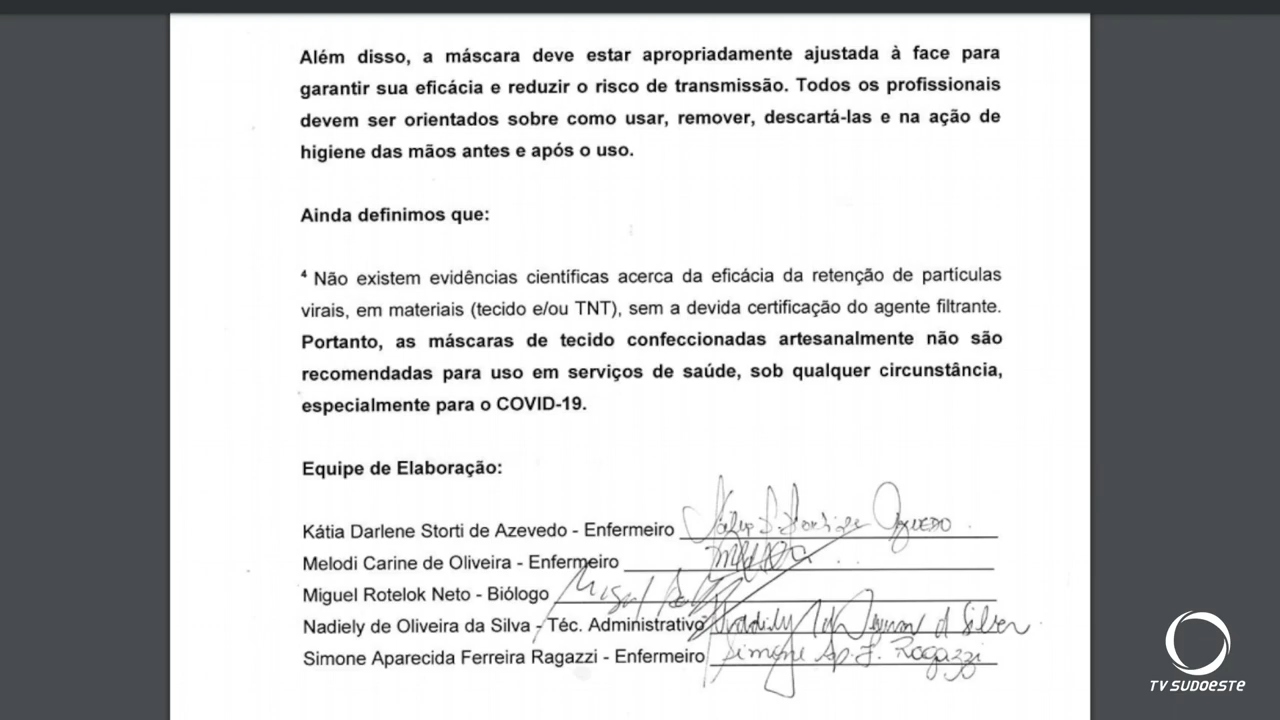 Além disso, a máscara deve estar apropriadamente ajustada à face para
garantir sua eficácia e reduzir o risco de transmissão. Todos os profissionais
devem ser orientados sobre como usar, remover, descartá-las e na ação de
higiene das mãos antes e após o uso.
Ainda definimos que:
⁴ Não existem evidências científicas acerca da eficácia da retenção de partículas
virais, em materiais (tecido e/ou TNT), sem a devida certificação do agente filtrante.
Portanto, as máscaras de tecido confeccionadas artesanalmente não são
recomendadas para uso em serviços de saúde, sob qualquer circunstância,
especialmente para o COVID-19.
Equipe de Elaboração:
Kátia Darlene Storti de Azevedo - Enfermeiro Azevedo
Melodi Carine de Oliveira - Enfermeiro
Miguel Rotelok Neto - Biólogo Miguel
Nadiely de Oliveira da Silva - Téc. Administrativo Nadiely d Silva
Simone Aparecida Ferreira Ragazzi - Enfermeiro Simone Ap. F. Ragazzi
TV SUDOESTE